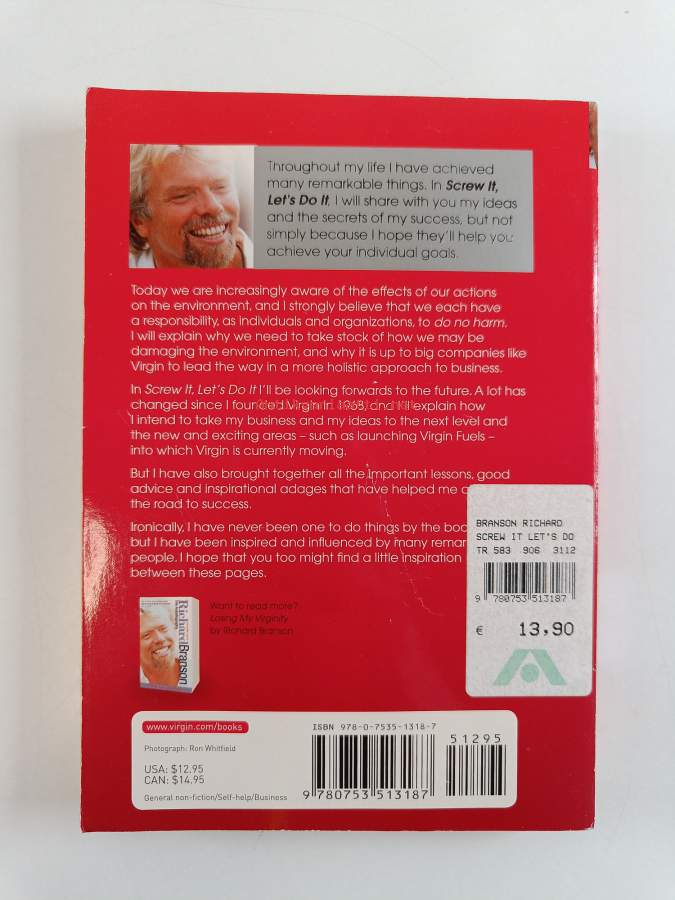 Throughout my life I have achieved
many remarkable things. In Screw It,
Let's Do It, I will share with you my ideas
and the secrets of my success, but not
simply because I hope they'll help you
achieve your individual goals.
Today we are increasingly aware of the effects of our actions
on the environment, and I strongly believe that we each have
a responsibility, as individuals and organizations, to do no harm.
I will explain why we need to take stock of how we may be
damaging the environment, and why it is up to big companies like
Virgin to lead the way in a more holistic approach to business.
In Screw It, Let's Do It I'll be looking forwards to the future. A lot has
changed since I founded Virgin in 1968, and I'll explain how
I intend to take my business and my ideas to the next level and
the new and exciting areas – such as launching Virgin Fuels –
into which Virgin is currently moving.
But I have also brought together all the important lessons, good
advice and inspirational adages that have helped me
the road to success.
Ironically, I have never been one to do things by the
but I have been inspired and influenced by many
people. I hope that you too might find a little inspiration
between these pages.
BRANSON RICHARD
SCREW IT LET'S DO
TR 583 906 3112
9 780753 513187
€ 13,90
Richard Branson
Want to read more?
Losing My Virginity
by Richard Branson
www.virgin.com/books
Photograph: Ron Whitfield
USA: $12.95
CAN: $14.95
General non-fiction/Self-help/Business
ISBN 978-0-7535-1318-7
51295
9 780753 513187